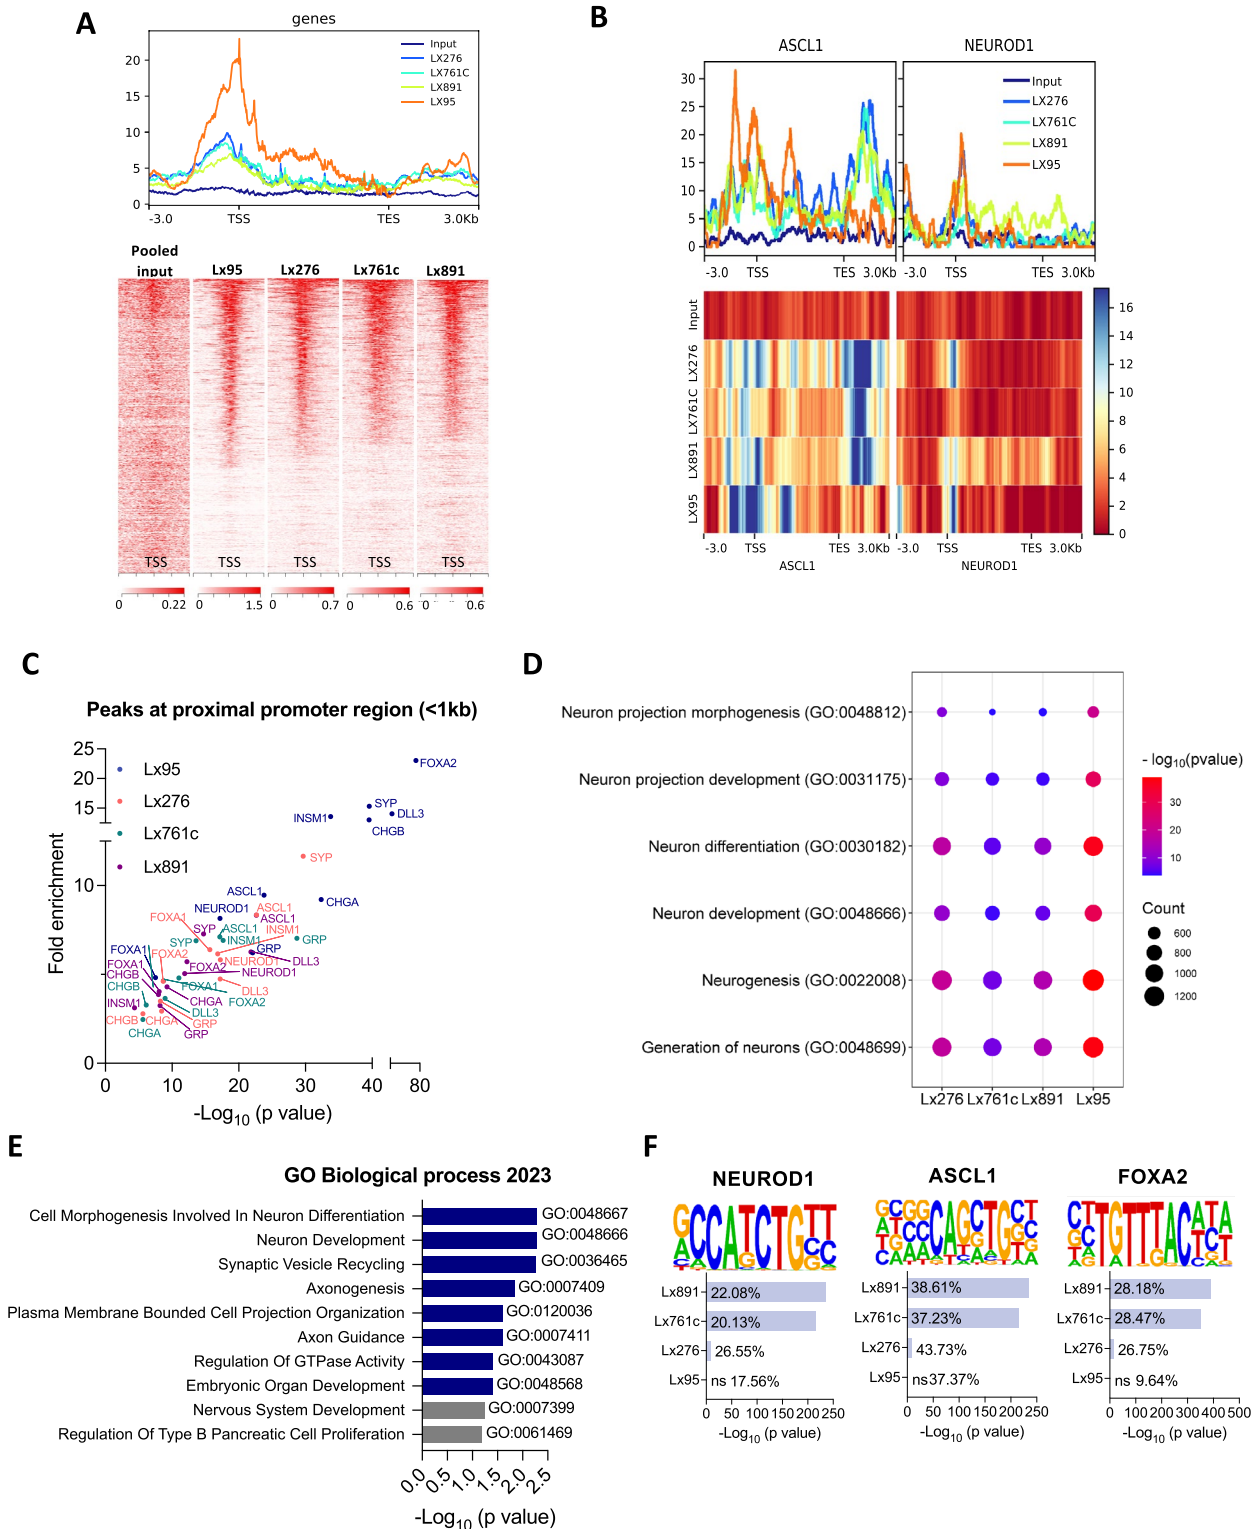 A
genes
20
15
10
5
0
Input
LX276
LX761C
LX891
LX95
-3.0 TSS TES 3.0Kb
Pooled
input Lx95 Lx276 Lx761c Lx891
TSS TSS TSS TSS TSS
0 0.22 0 1.5 0 0.7 0 0.6 0 0.6
B
ASCL1 NEUROD1
30
25
20
15
10
5
0
Input
LX276
LX761C
LX891
LX95
-3.0 TSS TES 3.0Kb -3.0 TSS TES 3.0Kb
Input
LX276
LX761C
LX891
LX95
16
14
12
10
8
6
4
2
0
-3.0 TSS TES 3.0Kb -3.0 TSS TES 3.0Kb
ASCL1 NEUROD1
C
Peaks at proximal promoter region (<1kb)
Fold enrichment
25
20
15
10
0
Lx95
Lx276
Lx761c
Lx891
FOXA2
SYP
INSM1
DLL3
CHGB
SYP
ASCL1
CHGA
NEUROD1
ASCL1
FOXA1
ASCL1
SYP
ASCL1
INSM1
SYP
INSM1
GRP
FOXA1
GRP
FOXA2
DLL3
FOXA1
FOXA2
NEUROD1
CHGB
NEUROD1
CHGB
FOXA1
DLL3
INSM1
CHGA
FOXA2
DLL3
CHGB
CHGA
GRP
CHGA
GRP
0 10 20 30 40 80
-Log10 (p value)
D
Neuron projection morphogenesis (GO:0048812)
Neuron projection development (GO:0031175)
Neuron differentiation (GO:0030182)
Neuron development (GO:0048666)
Neurogenesis (GO:0022008)
Generation of neurons (GO:0048699)
Lx276 Lx761c Lx891 Lx95
- log10(pvalue)
30
20
10
Count
600
800
1000
1200
E
GO Biological process 2023
Cell Morphogenesis Involved In Neuron Differentiation GO:0048667
Neuron Development GO:0048666
Synaptic Vesicle Recycling GO:0036465
Axonogenesis GO:0007409
Plasma Membrane Bounded Cell Projection Organization GO:0120036
Axon Guidance GO:0007411
Regulation Of GTPase Activity GO:0043087
Embryonic Organ Development GO:0048568
Nervous System Development GO:0007399
Regulation Of Type B Pancreatic Cell Proliferation GO:0061469
0.0 0.5 1.0 1.5 2.0 2.5
-Log10 (p value)
F
NEUROD1
Lx891 22.08%
Lx761c 20.13%
Lx276 26.55%
Lx95 ns 17.56%
0 50 100 150 200 250
-Log10 (p value)
ASCL1
Lx891 38.61%
Lx761c 37.23%
Lx276 43.73%
Lx95 ns37.37%
0 50 100 150 200 250
-Log10 (p value)
FOXA2
Lx891 28.18%
Lx761c 28.47%
Lx276 26.75%
Lx95 ns 9.64%
0 100 200 300 400 500
-Log10 (p value)